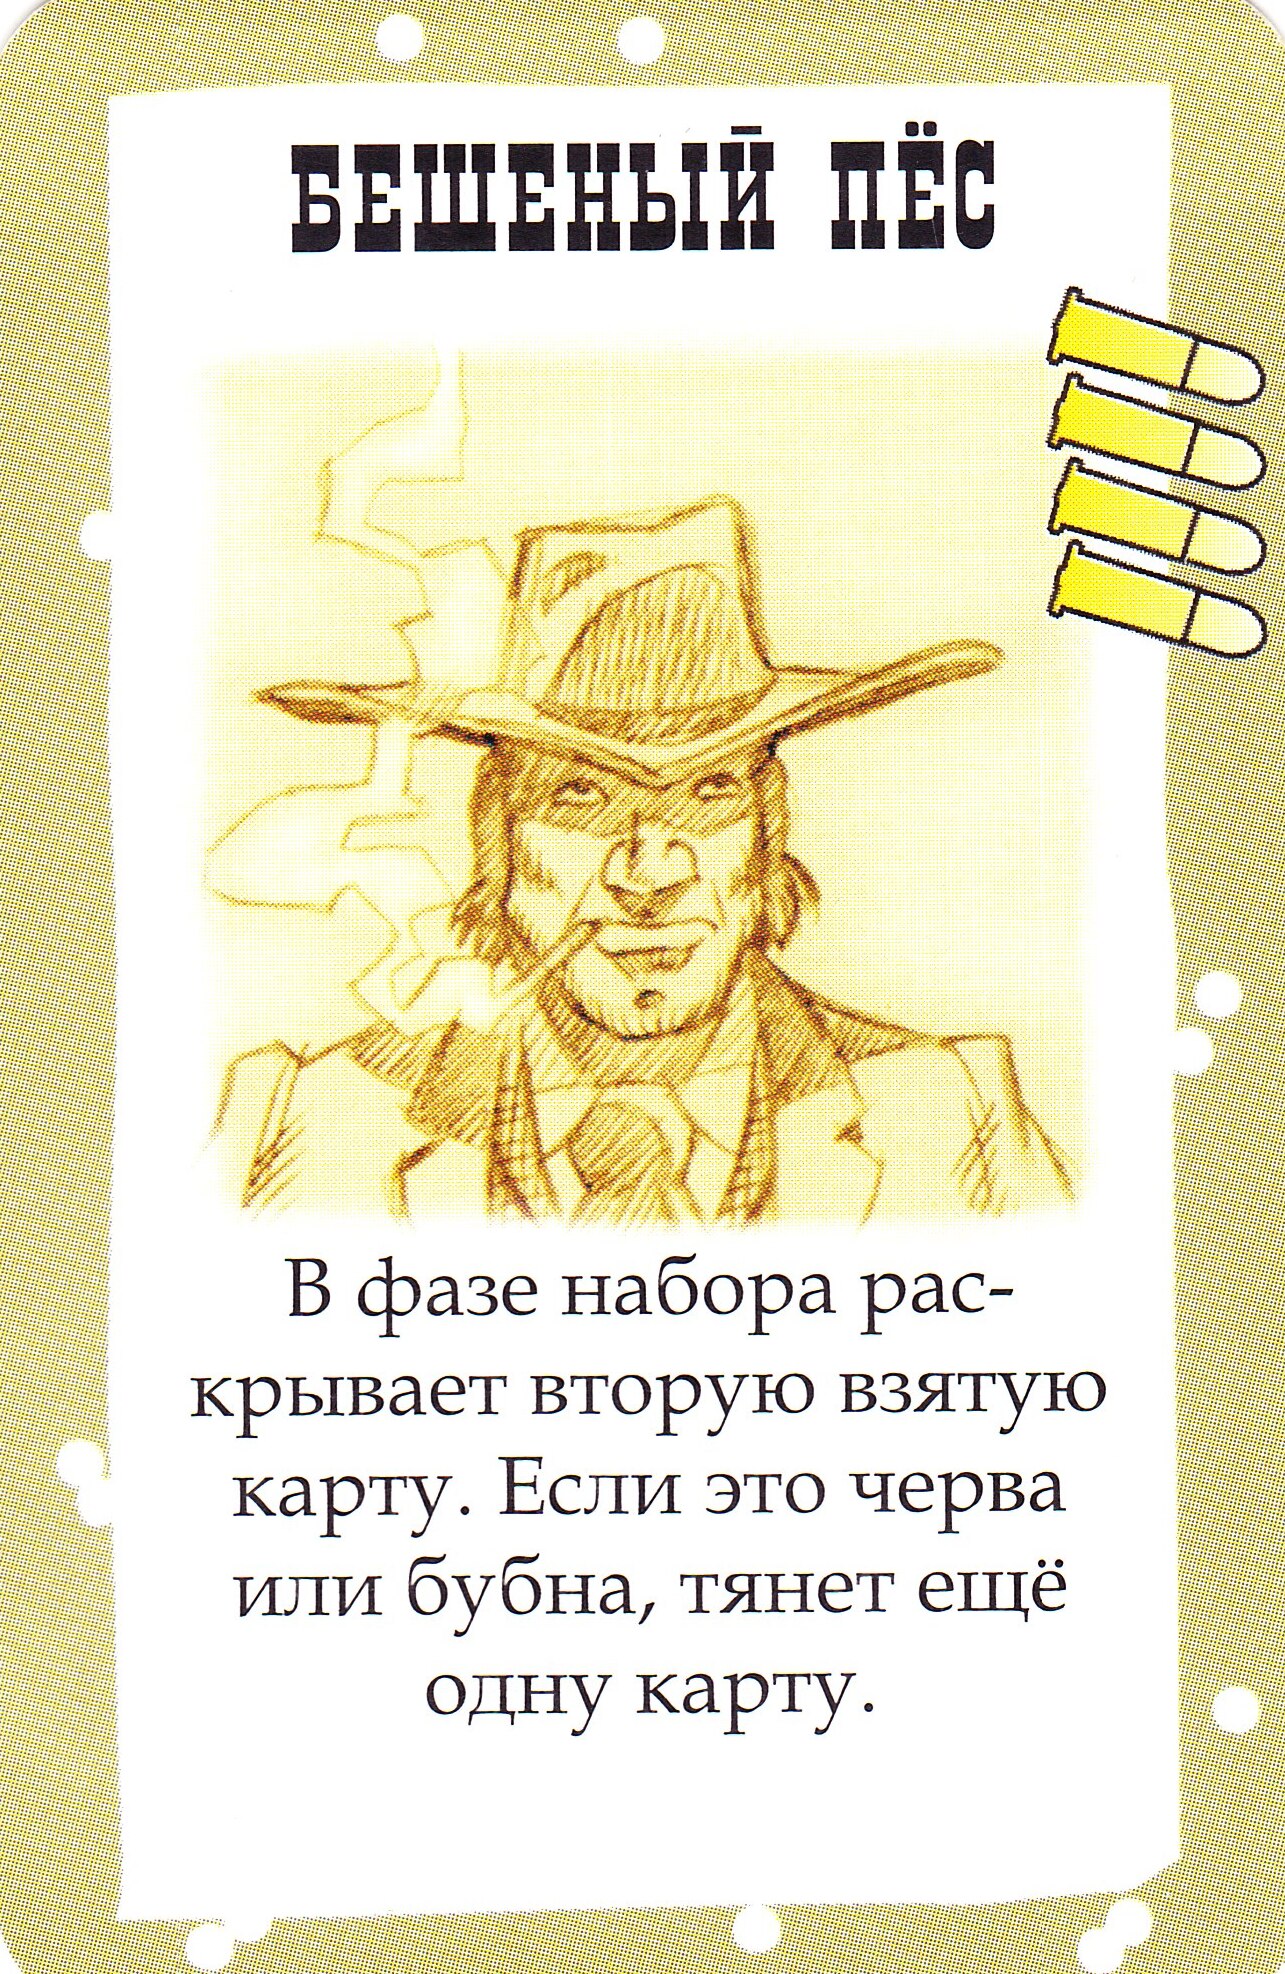 БЕШЕНЫЙ ПЁС
В фазе набора рас-
крывает вторую взятую
карту. Если это черва
или бубна, тянет ещё
одну карту.